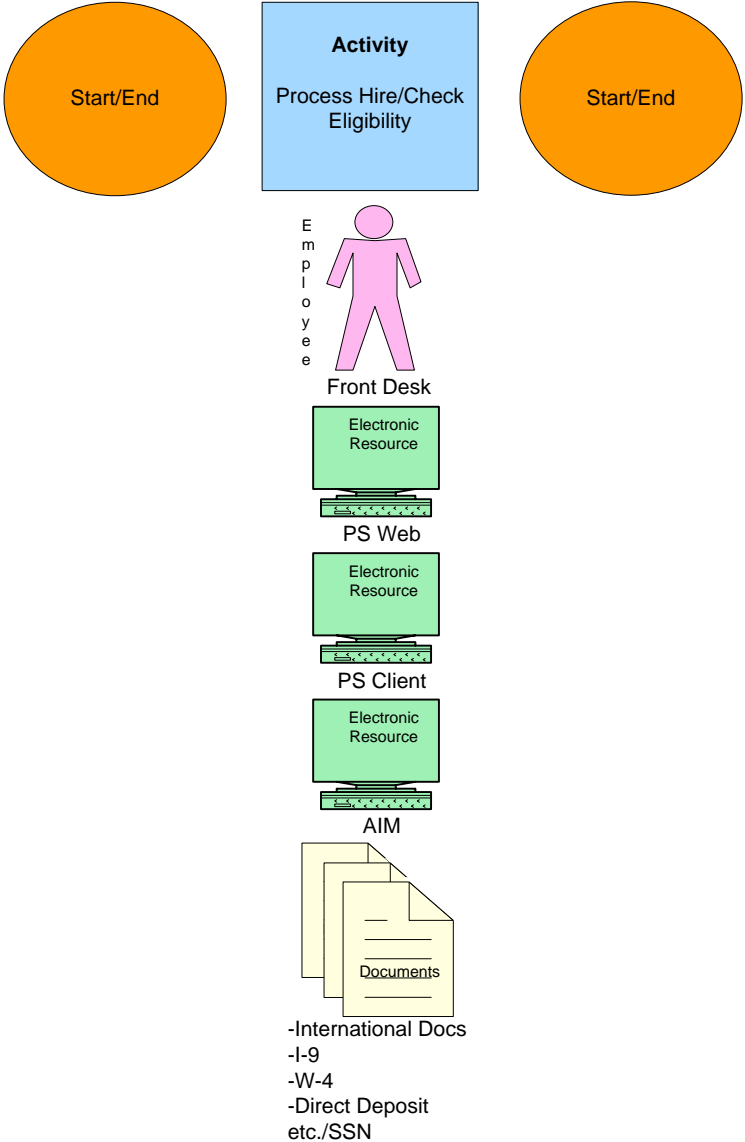 Start/End
Activity
Process Hire/Check
Eligibility
Start/End
Employee
Front Desk
Electronic
Resource
PS Web
Electronic
Resource
PS Client
Electronic
Resource
AIM
Documents
-International Docs
-I-9
-W-4
-Direct Deposit
etc./SSN